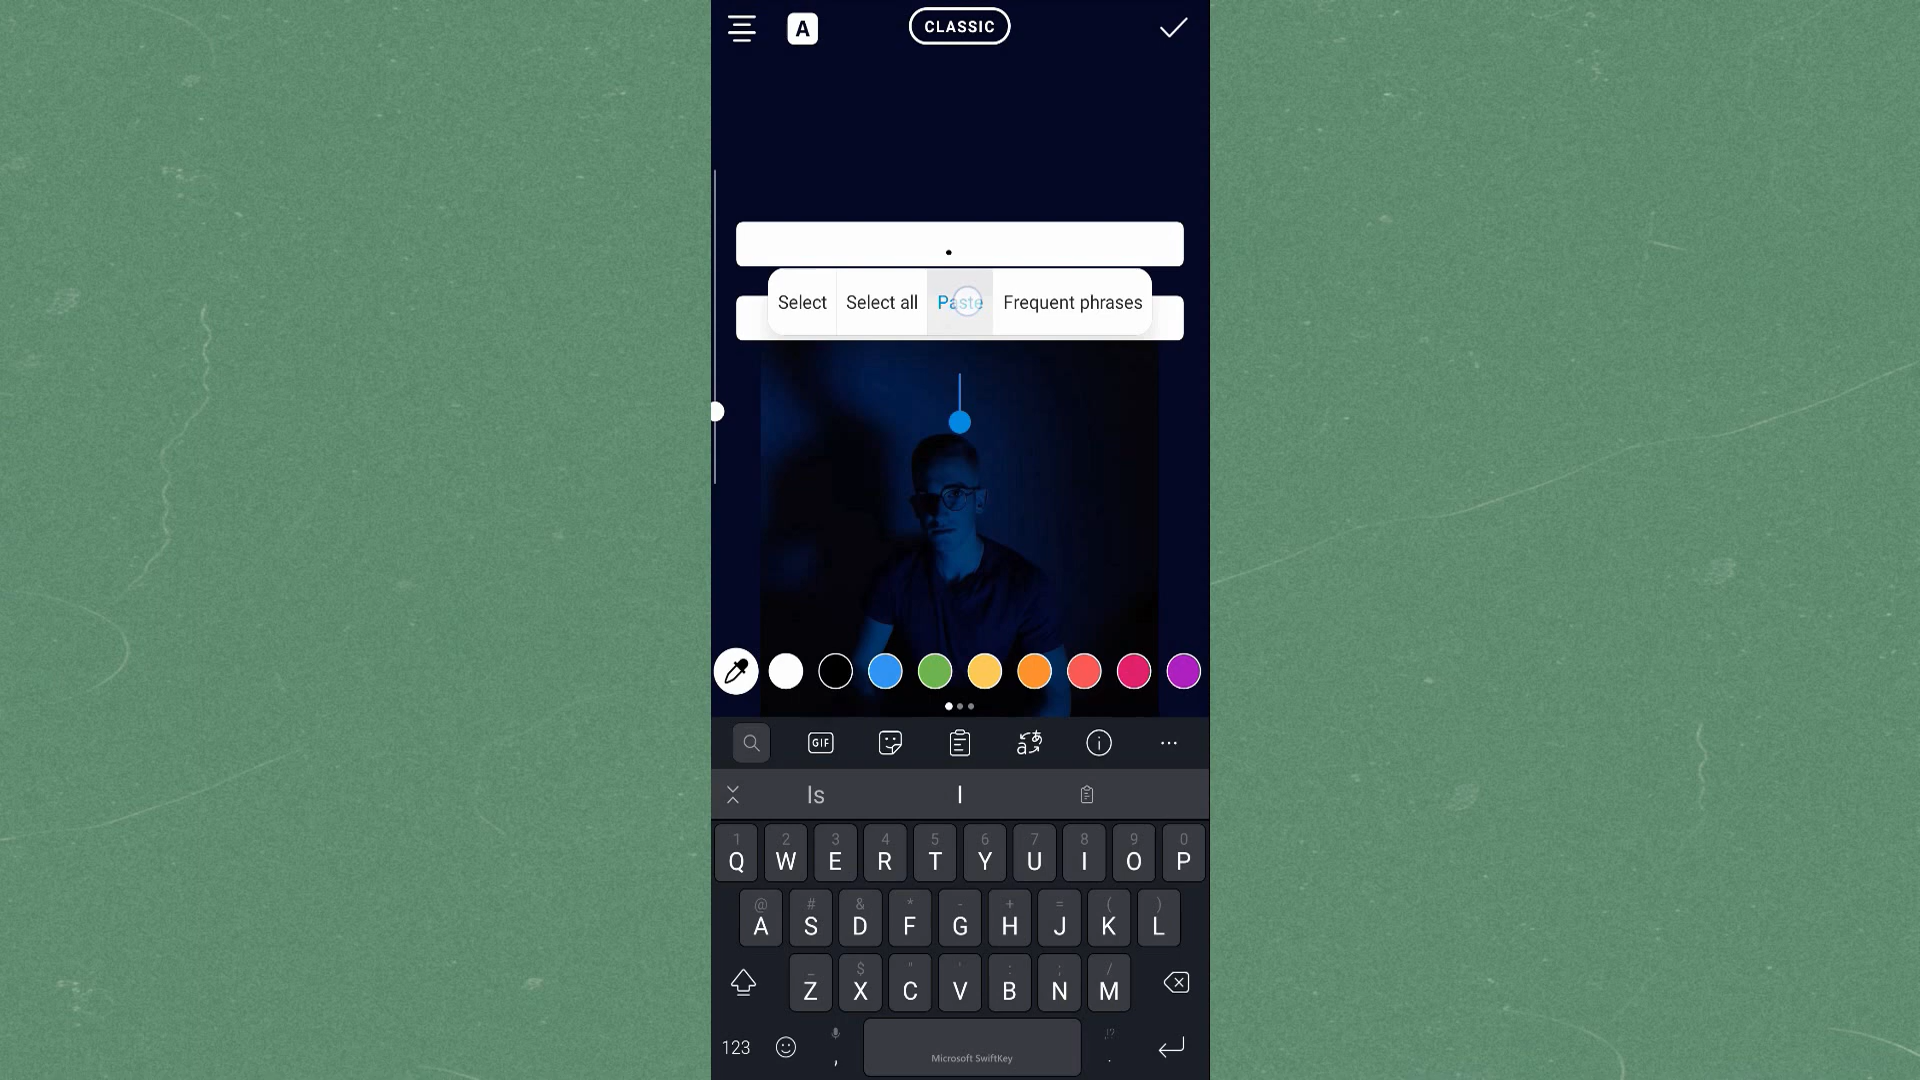 A CLASSIC
.
Select Select all Paste Frequent phrases
GIF
Is I
1 2 3 4 5 6 7 8 9 0
Q W E R T Y U I O P
@ # & * - + = ( )
A S D F G H J K L
_ $ " ' : ; /
Z X C V B N M
!?
123 , Microsoft SwiftKey .